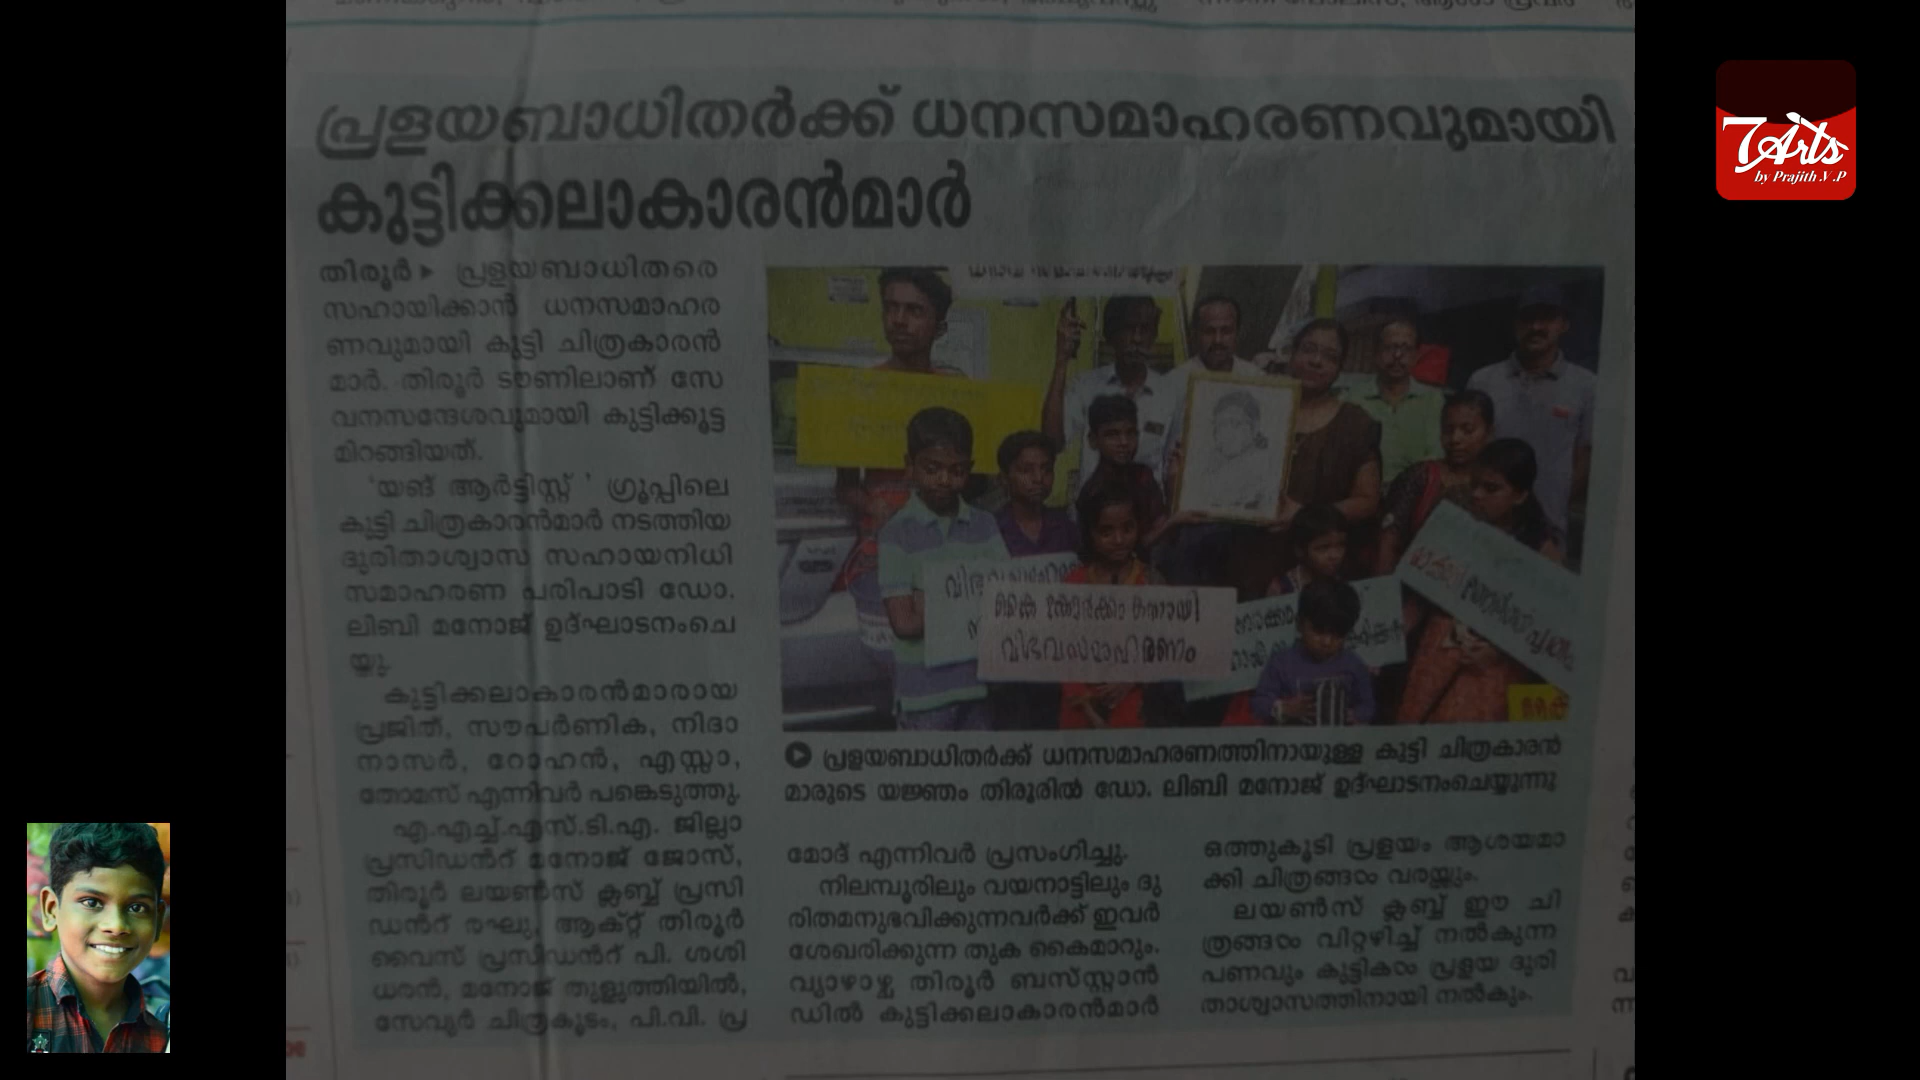 പ്രളയബാധിതർക്ക് ധനസമാഹരണവുമായി
കുട്ടിക്കലാകാരൻമാർ
തിരൂർ ▸ പ്രളയബാധിതരെ
സഹായിക്കാൻ ധനസമാഹര
ണവുമായി കുട്ടി ചിത്രകാരൻ
മാർ. തിരൂർ ടൗണിലാണ് സേ
വനസന്ദേശവുമായി കുട്ടിക്കൂട്ട
മിറങ്ങിയത്.
'യങ് ആർട്ടിസ്റ്റ് ' ഗ്രൂപ്പിലെ
കുട്ടി ചിത്രകാരൻമാർ നടത്തിയ
ദുരിതാശ്വാസ സഹായനിധി
സമാഹരണ പരിപാടി ഡോ.
ലിബി മനോജ് ഉദ്ഘാടനംചെ
യ്തു.
കുട്ടിക്കലാകാരൻമാരായ
പ്രജിത്, സൗപർണിക, നിദാ
നാസർ, റോഹൻ, എസ്സാ,
തോമസ് എന്നിവർ പങ്കെടുത്തു.
എ.എച്ച്.എസ്.ടി.എ. ജില്ലാ
പ്രസിഡൻറ് മനോജ് ജോസ്,
തിരൂർ ലയൺസ് ക്ലബ്ബ് പ്രസി
ഡൻറ് രഘു, ആക്റ്റ് തിരൂർ
വൈസ് പ്രസിഡൻറ് പി. ശശി
ധരൻ, മനോജ് തുളുത്തിയിൽ,
സേവ്യർ ചിത്രകൂടം, പി.വി. പ്ര
വിഭവസമാഹരണം
പ്രളയബാധിതർക്ക് ധനസമാഹരണത്തിനായുള്ള കുട്ടി ചിത്രകാരൻ
മാരുടെ യജ്ഞം തിരൂരിൽ ഡോ. ലിബി മനോജ് ഉദ്ഘാടനംചെയ്യുന്നു
മോദ് എന്നിവർ പ്രസംഗിച്ചു.
നിലമ്പൂരിലും വയനാട്ടിലും ദു
രിതമനുഭവിക്കുന്നവർക്ക് ഇവർ
ശേഖരിക്കുന്ന തുക കൈമാറും.
വ്യാഴാഴ്ച തിരൂർ ബസ്‌സ്റ്റാൻ
ഡിൽ കുട്ടിക്കലാകാരൻമാർ
ഒത്തുകൂടി പ്രളയം ആശയമാ
ക്കി ചിത്രങ്ങൾ വരയ്ക്കും.
ലയൺസ് ക്ലബ്ബ് ഈ ചി
ത്രങ്ങൾ വിറ്റഴിച്ച് നൽകുന്ന
പണവും കുട്ടികൾ പ്രളയ ദുരി
താശ്വാസത്തിനായി നൽകും.
7Arts
by Prajith .V .P